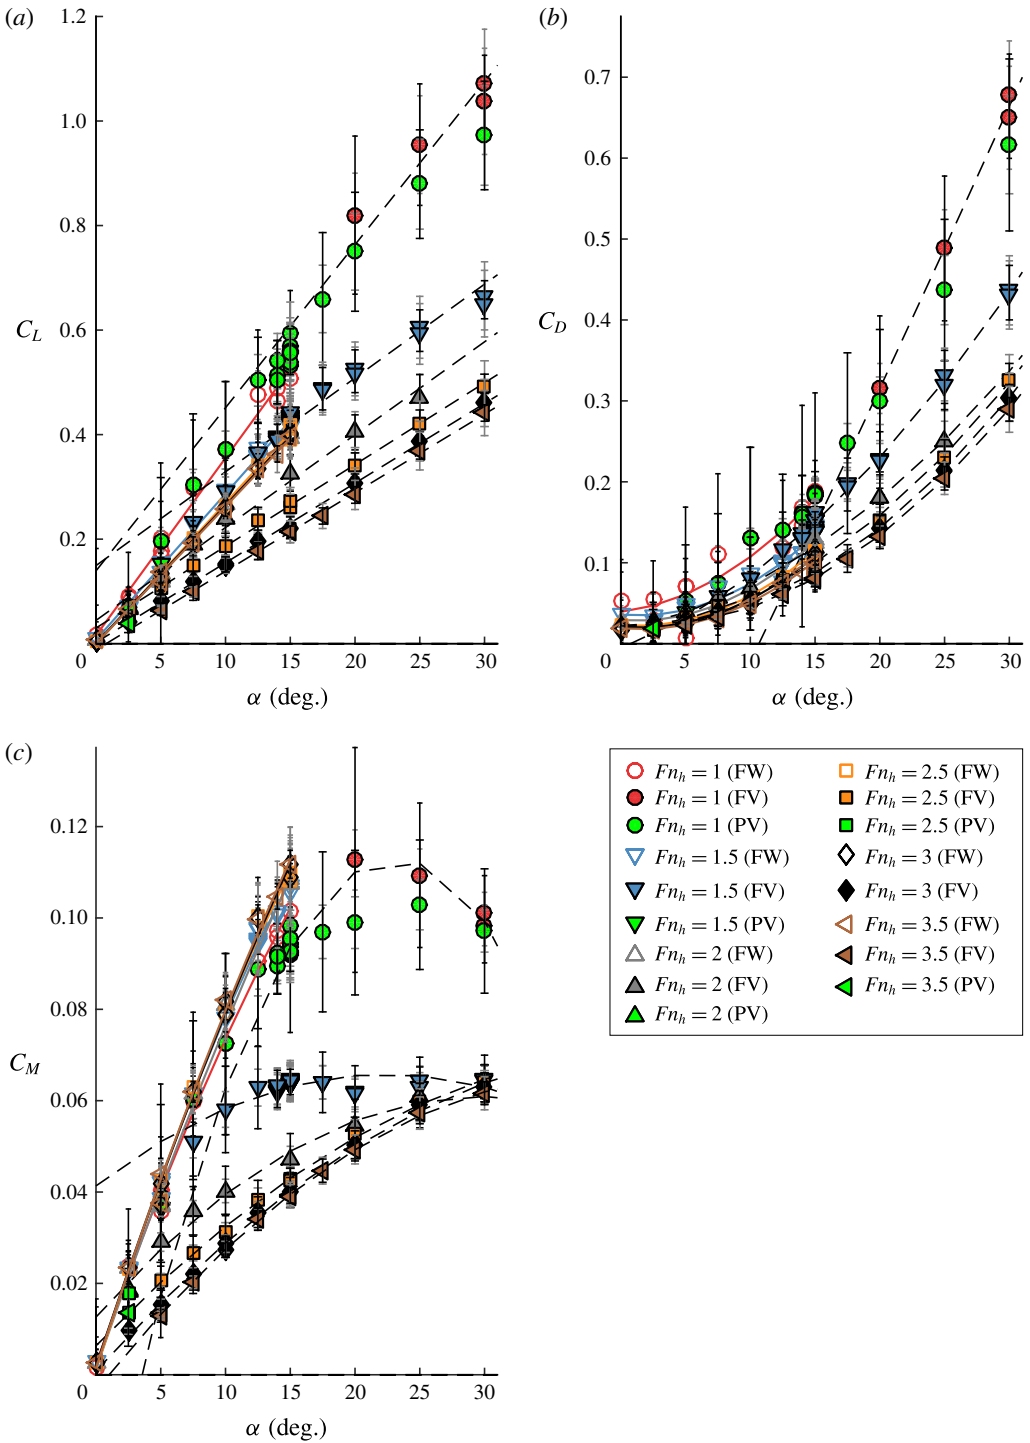 (a)
1.2
1.0
0.8
0.6
0.4
0.2
C_L
0 5 10 15 20 25 30
α (deg.)
(b)
0.7
0.6
0.5
0.4
0.3
0.2
0.1
C_D
0 5 10 15 20 25 30
α (deg.)
(c)
0.12
0.10
0.08
0.06
0.04
0.02
C_M
0 5 10 15 20 25 30
α (deg.)
Fn_h = 1 (FW)
Fn_h = 1 (FV)
Fn_h = 1 (PV)
Fn_h = 1.5 (FW)
Fn_h = 1.5 (FV)
Fn_h = 1.5 (PV)
Fn_h = 2 (FW)
Fn_h = 2 (FV)
Fn_h = 2 (PV)
Fn_h = 2.5 (FW)
Fn_h = 2.5 (FV)
Fn_h = 2.5 (PV)
Fn_h = 3 (FW)
Fn_h = 3 (FV)
Fn_h = 3.5 (FW)
Fn_h = 3.5 (FV)
Fn_h = 3.5 (PV)